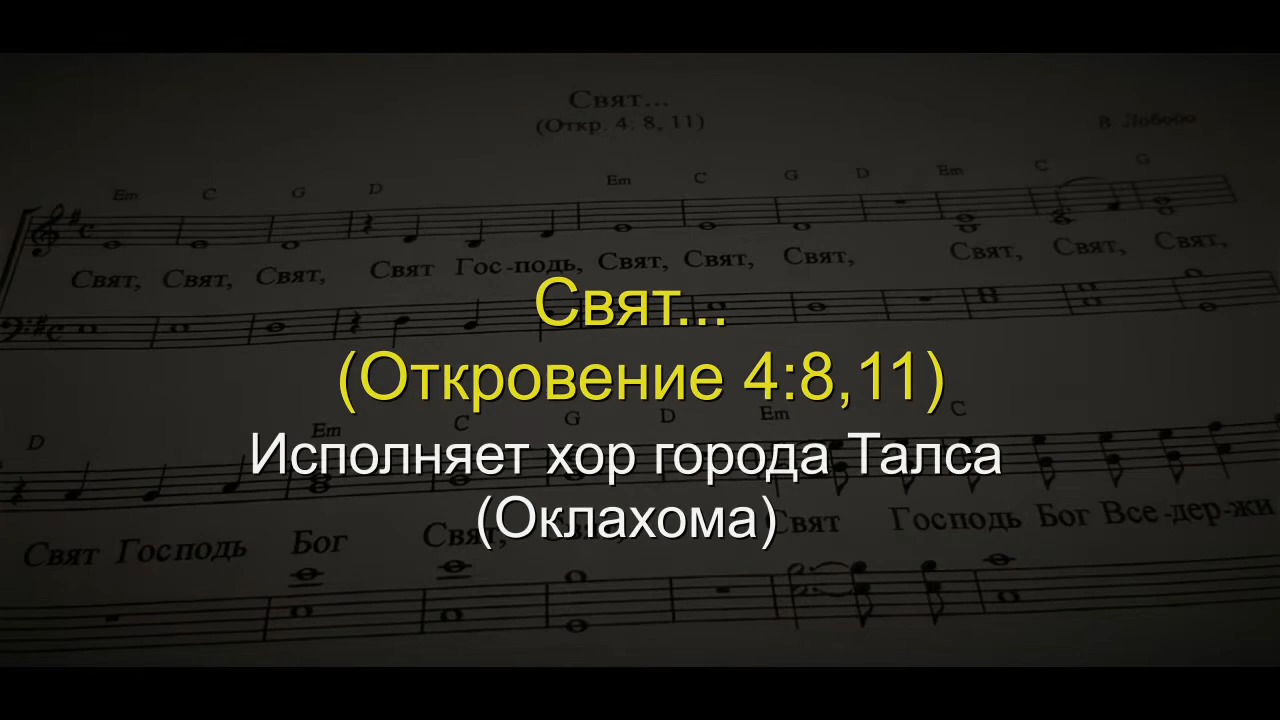 Свят...
(Откр. 4: 8, 11)
В Лобода
Em C G D Em C G D Em C G
Свят, Свят, Свят, Свят Гос-подь, Свят, Свят, Свят, Свят, Свят, Свят,
Свят...
(Откровение 4:8,11)
D Em C G D Em C
Исполняет хор города Талса
(Оклахома)
Свят Господь Бог Свят, Свят Господь Бог Все-дер-жи